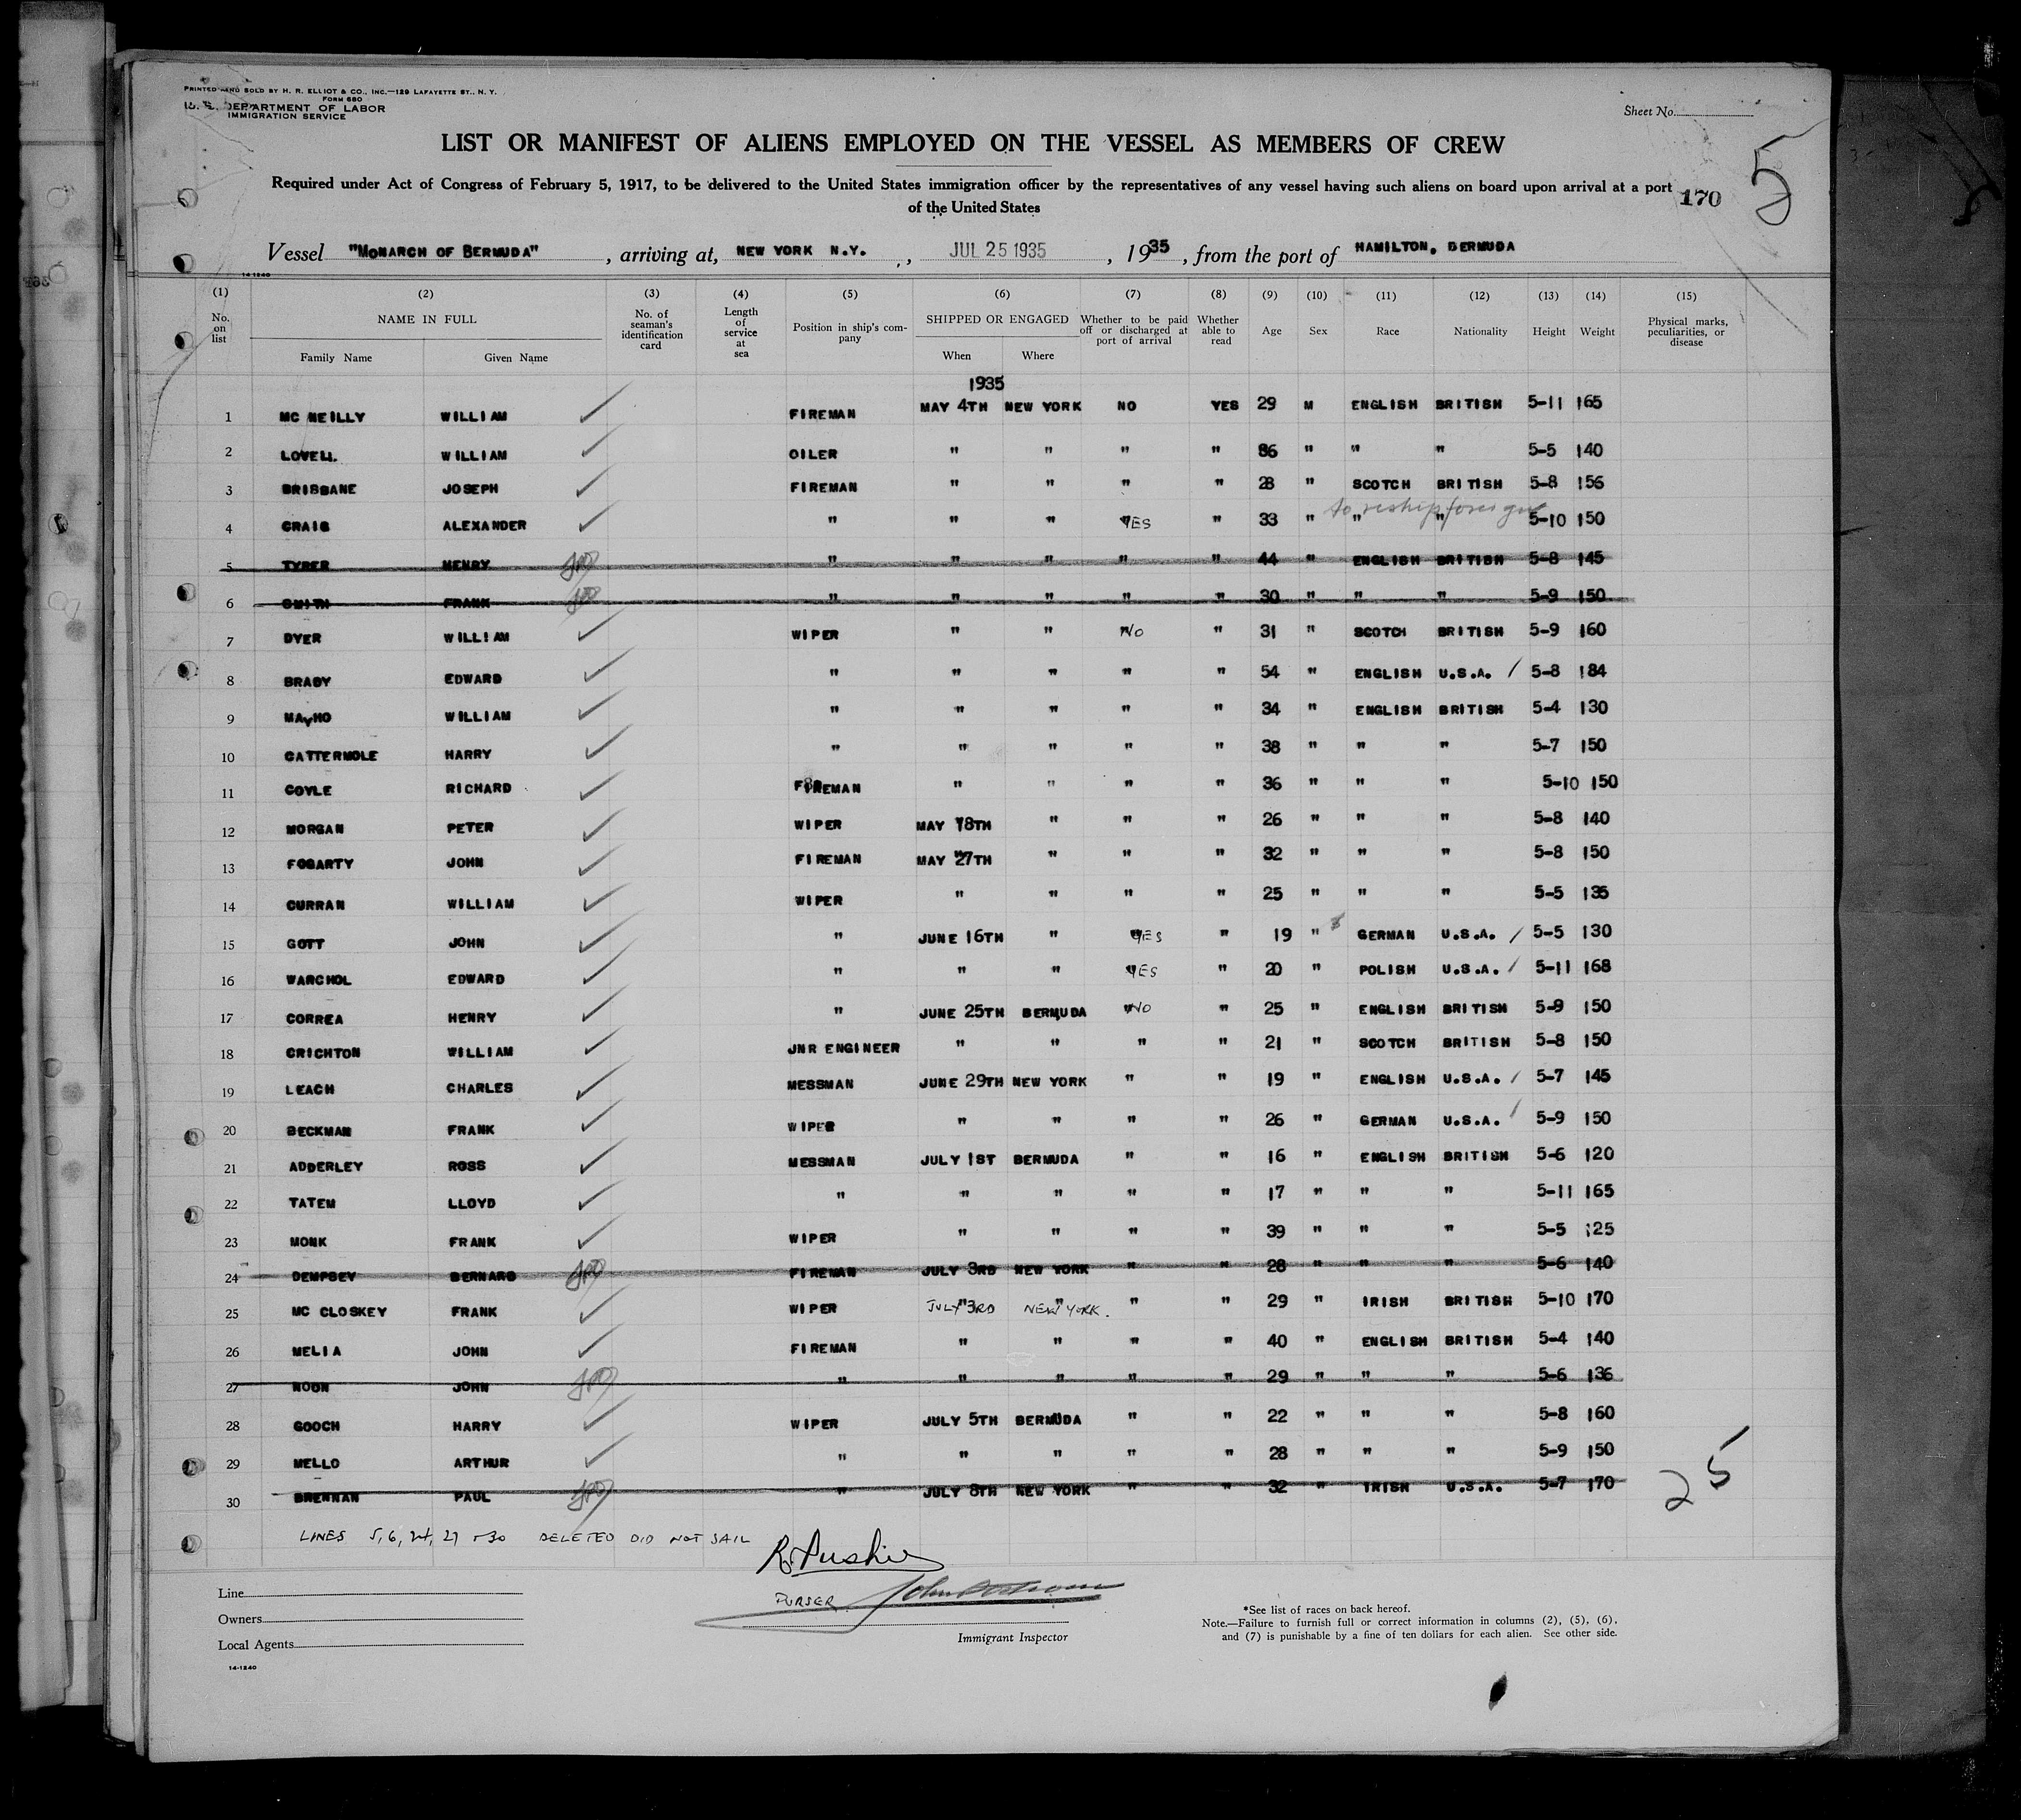 PRINTED AND SOLD BY H. R. ELLIOT & CO., INC.—129 LAFAYETTE ST., N. Y.
FORM 680
U. S. DEPARTMENT OF LABOR
IMMIGRATION SERVICE
Sheet No.
LIST OR MANIFEST OF ALIENS EMPLOYED ON THE VESSEL AS MEMBERS OF CREW
5
Required under Act of Congress of February 5, 1917, to be delivered to the United States immigration officer by the representatives of any vessel having such aliens on board upon arrival at a port
of the United States
170
Vessel "MONARCH OF BERMUDA", arriving at, NEW YORK N.Y., JUL 25 1935, 1935, from the port of HAMILTON, BERMUDA
14-1240
(1) (2) (3) (4) (5) (6) (7) (8) (9) (10) (11) (12) (13) (14) (15)
No. on list NAME IN FULL Family Name Given Name No. of seaman's identification card Length of service at sea Position in ship's company SHIPPED OR ENGAGED When Where Whether to be paid off or discharged at port of arrival Whether able to read Age Sex Race Nationality Height Weight Physical marks, peculiarities, or disease
1935
1 MC NEILLY WILLIAM FIREMAN MAY 4TH NEW YORK NO YES 29 M ENGLISH BRITISH 5-11 165
2 LOVELL WILLIAM OILER " " " " 36 " " " 5-5 140
3 BRISBANE JOSEPH FIREMAN " " " " 28 " SCOTCH BRITISH 5-8 156
to reship foreign
4 CRAIG ALEXANDER " " " YES " 33 " " " 5-10 150
5 TYRER HENRY " " " " " 44 " ENGLISH BRITISH 5-8 145
6 SMITH FRANK " " " " " 30 " " " 5-9 150
7 DYER WILLIAM WIPER " " NO " 31 " SCOTCH BRITISH 5-9 160
8 BRADY EDWARD " " " " " 54 " ENGLISH U.S.A. 5-8 184
9 MAYHO WILLIAM " " " " " 34 " ENGLISH BRITISH 5-4 130
10 CATTERMOLE HARRY " " " " " 38 " " " 5-7 150
11 COYLE RICHARD FIREMAN " " " " 36 " " " 5-10 150
12 MORGAN PETER WIPER MAY 18TH " " " 26 " " " 5-8 140
13 FOGARTY JOHN FIREMAN MAY 27TH " " " 32 " " " 5-8 150
14 CURRAN WILLIAM WIPER " " " " 25 " " " 5-5 135
15 GOTT JOHN " JUNE 16TH " YES " 19 " GERMAN U.S.A. 5-5 130
16 WARCHOL EDWARD " " " YES " 20 " POLISH U.S.A. 5-11 168
17 CORREA HENRY " JUNE 25TH BERMUDA NO " 25 " ENGLISH BRITISH 5-9 150
18 CRICHTON WILLIAM JNR ENGINEER " " " " 21 " SCOTCH BRITISH 5-8 150
19 LEACH CHARLES MESSMAN JUNE 29TH NEW YORK " " 19 " ENGLISH U.S.A. 5-7 145
20 BECKMAN FRANK WIPER " " " " 26 " GERMAN U.S.A. 5-9 150
21 ADDERLEY ROSS MESSMAN JULY 1ST BERMUDA " " 16 " ENGLISH BRITISH 5-6 120
22 TATEM LLOYD " " " " " 17 " " " 5-11 165
23 MONK FRANK WIPER " " " " 39 " " " 5-5 125
24 DEMPSEY BERNARD FIREMAN JULY 3RD NEW YORK " " 28 " " " 5-6 140
25 MC CLOSKEY FRANK WIPER JULY 3RD NEW YORK. " " 29 " IRISH BRITISH 5-10 170
26 MELIA JOHN FIREMAN " " " " 40 " ENGLISH BRITISH 5-4 140
27 NOON JOHN " " " " " 29 " " " 5-6 136
28 GOOCH HARRY WIPER JULY 5TH BERMUDA " " 22 " " " 5-8 160
29 MELLO ARTHUR " " " " " 28 " " " 5-9 150
30 BRENNAN PAUL " JULY 8TH NEW YORK " " 32 " IRISH U.S.A. 5-7 170
25
LINES 5, 6, 24, 27 & 30 DELETED DID NOT SAIL
PURSER
Line
Owners
Local Agents
Immigrant Inspector
*See list of races on back hereof.
Note.—Failure to furnish full or correct information in columns (2), (5), (6),
and (7) is punishable by a fine of ten dollars for each alien. See other side.
14-1240